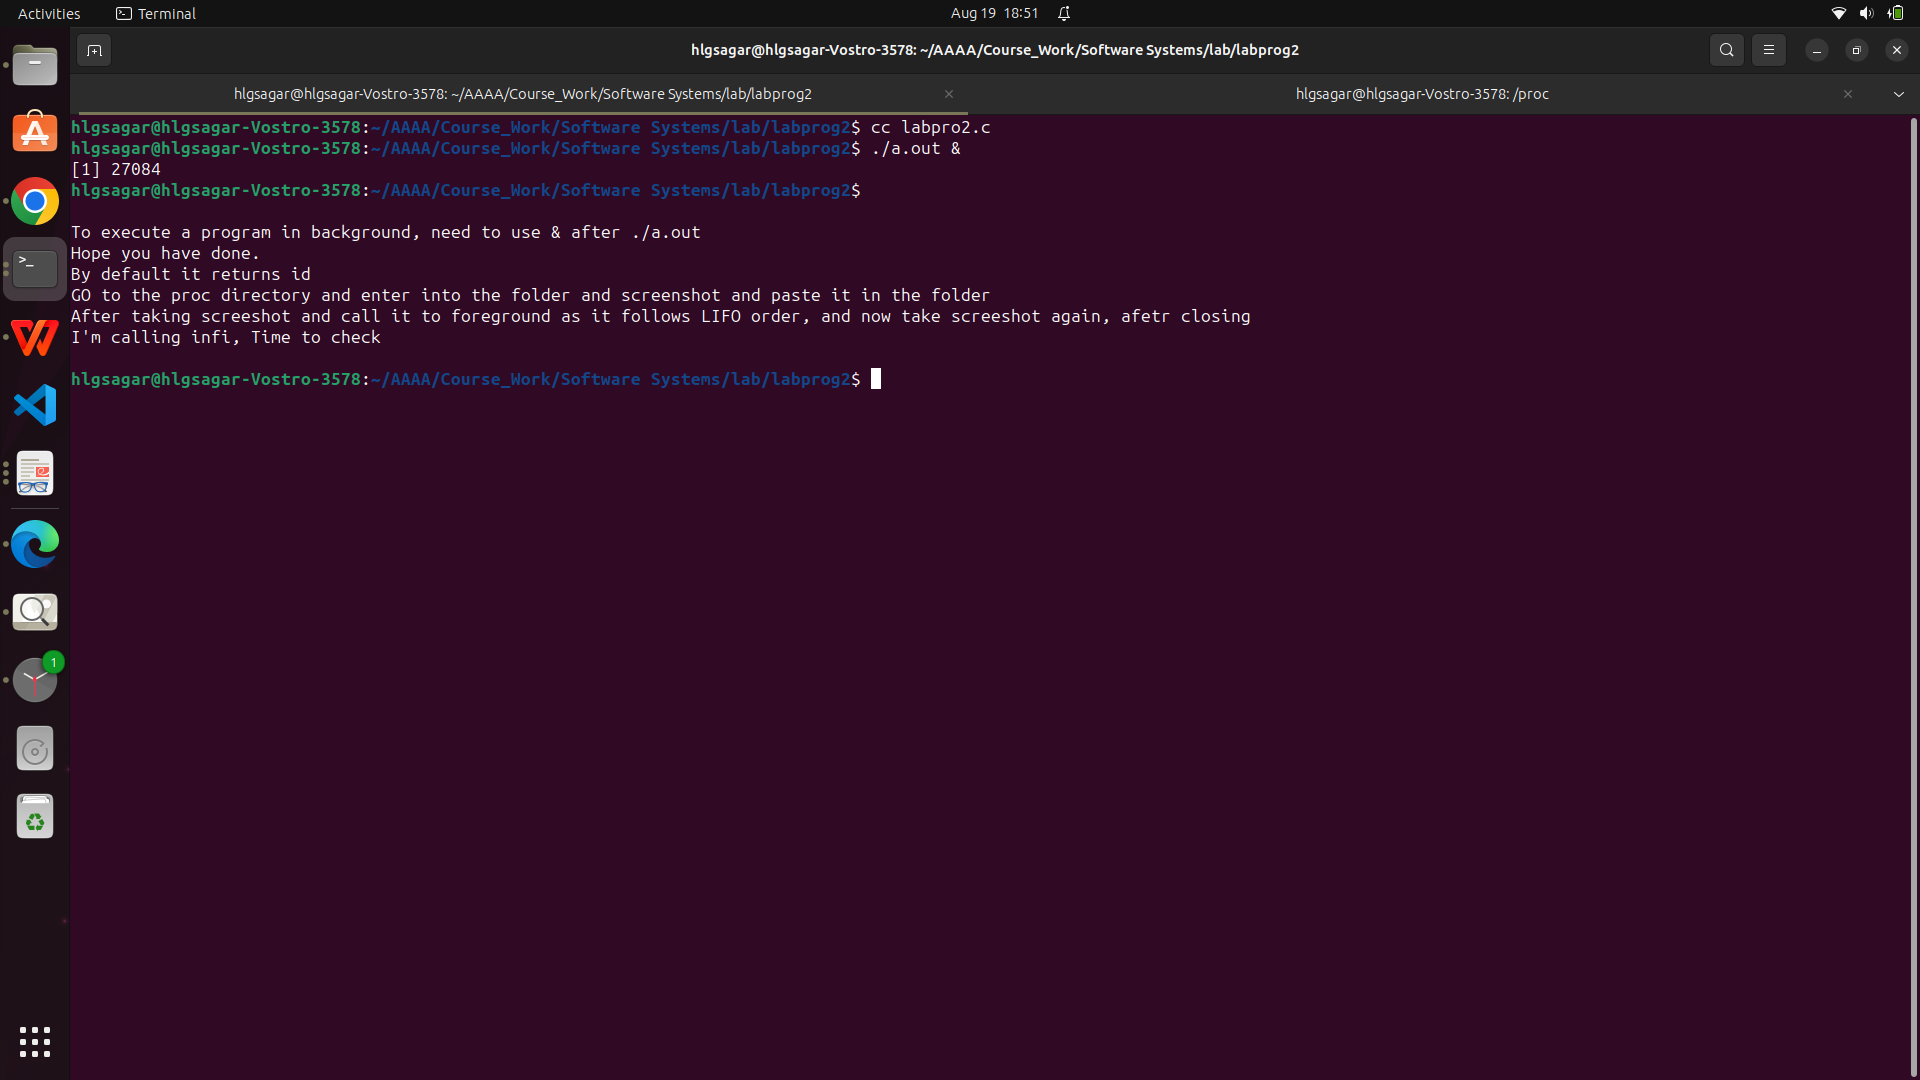 Activities
Terminal
Aug 19 18:51
hlgsagar@hlgsagar-Vostro-3578: ~/AAAA/Course_Work/Software Systems/lab/labprog2
hlgsagar@hlgsagar-Vostro-3578: ~/AAAA/Course_Work/Software Systems/lab/labprog2
hlgsagar@hlgsagar-Vostro-3578: /proc
hlgsagar@hlgsagar-Vostro-3578:~/AAAA/Course_Work/Software Systems/lab/labprog2$ cc labpro2.c
hlgsagar@hlgsagar-Vostro-3578:~/AAAA/Course_Work/Software Systems/lab/labprog2$ ./a.out &
[1] 27084
hlgsagar@hlgsagar-Vostro-3578:~/AAAA/Course_Work/Software Systems/lab/labprog2$
To execute a program in background, need to use & after ./a.out
Hope you have done.
By default it returns id
GO to the proc directory and enter into the folder and screenshot and paste it in the folder
After taking screeshot and call it to foreground as it follows LIFO order, and now take screeshot again, afetr closing
I'm calling infi, Time to check
hlgsagar@hlgsagar-Vostro-3578:~/AAAA/Course_Work/Software Systems/lab/labprog2$
1